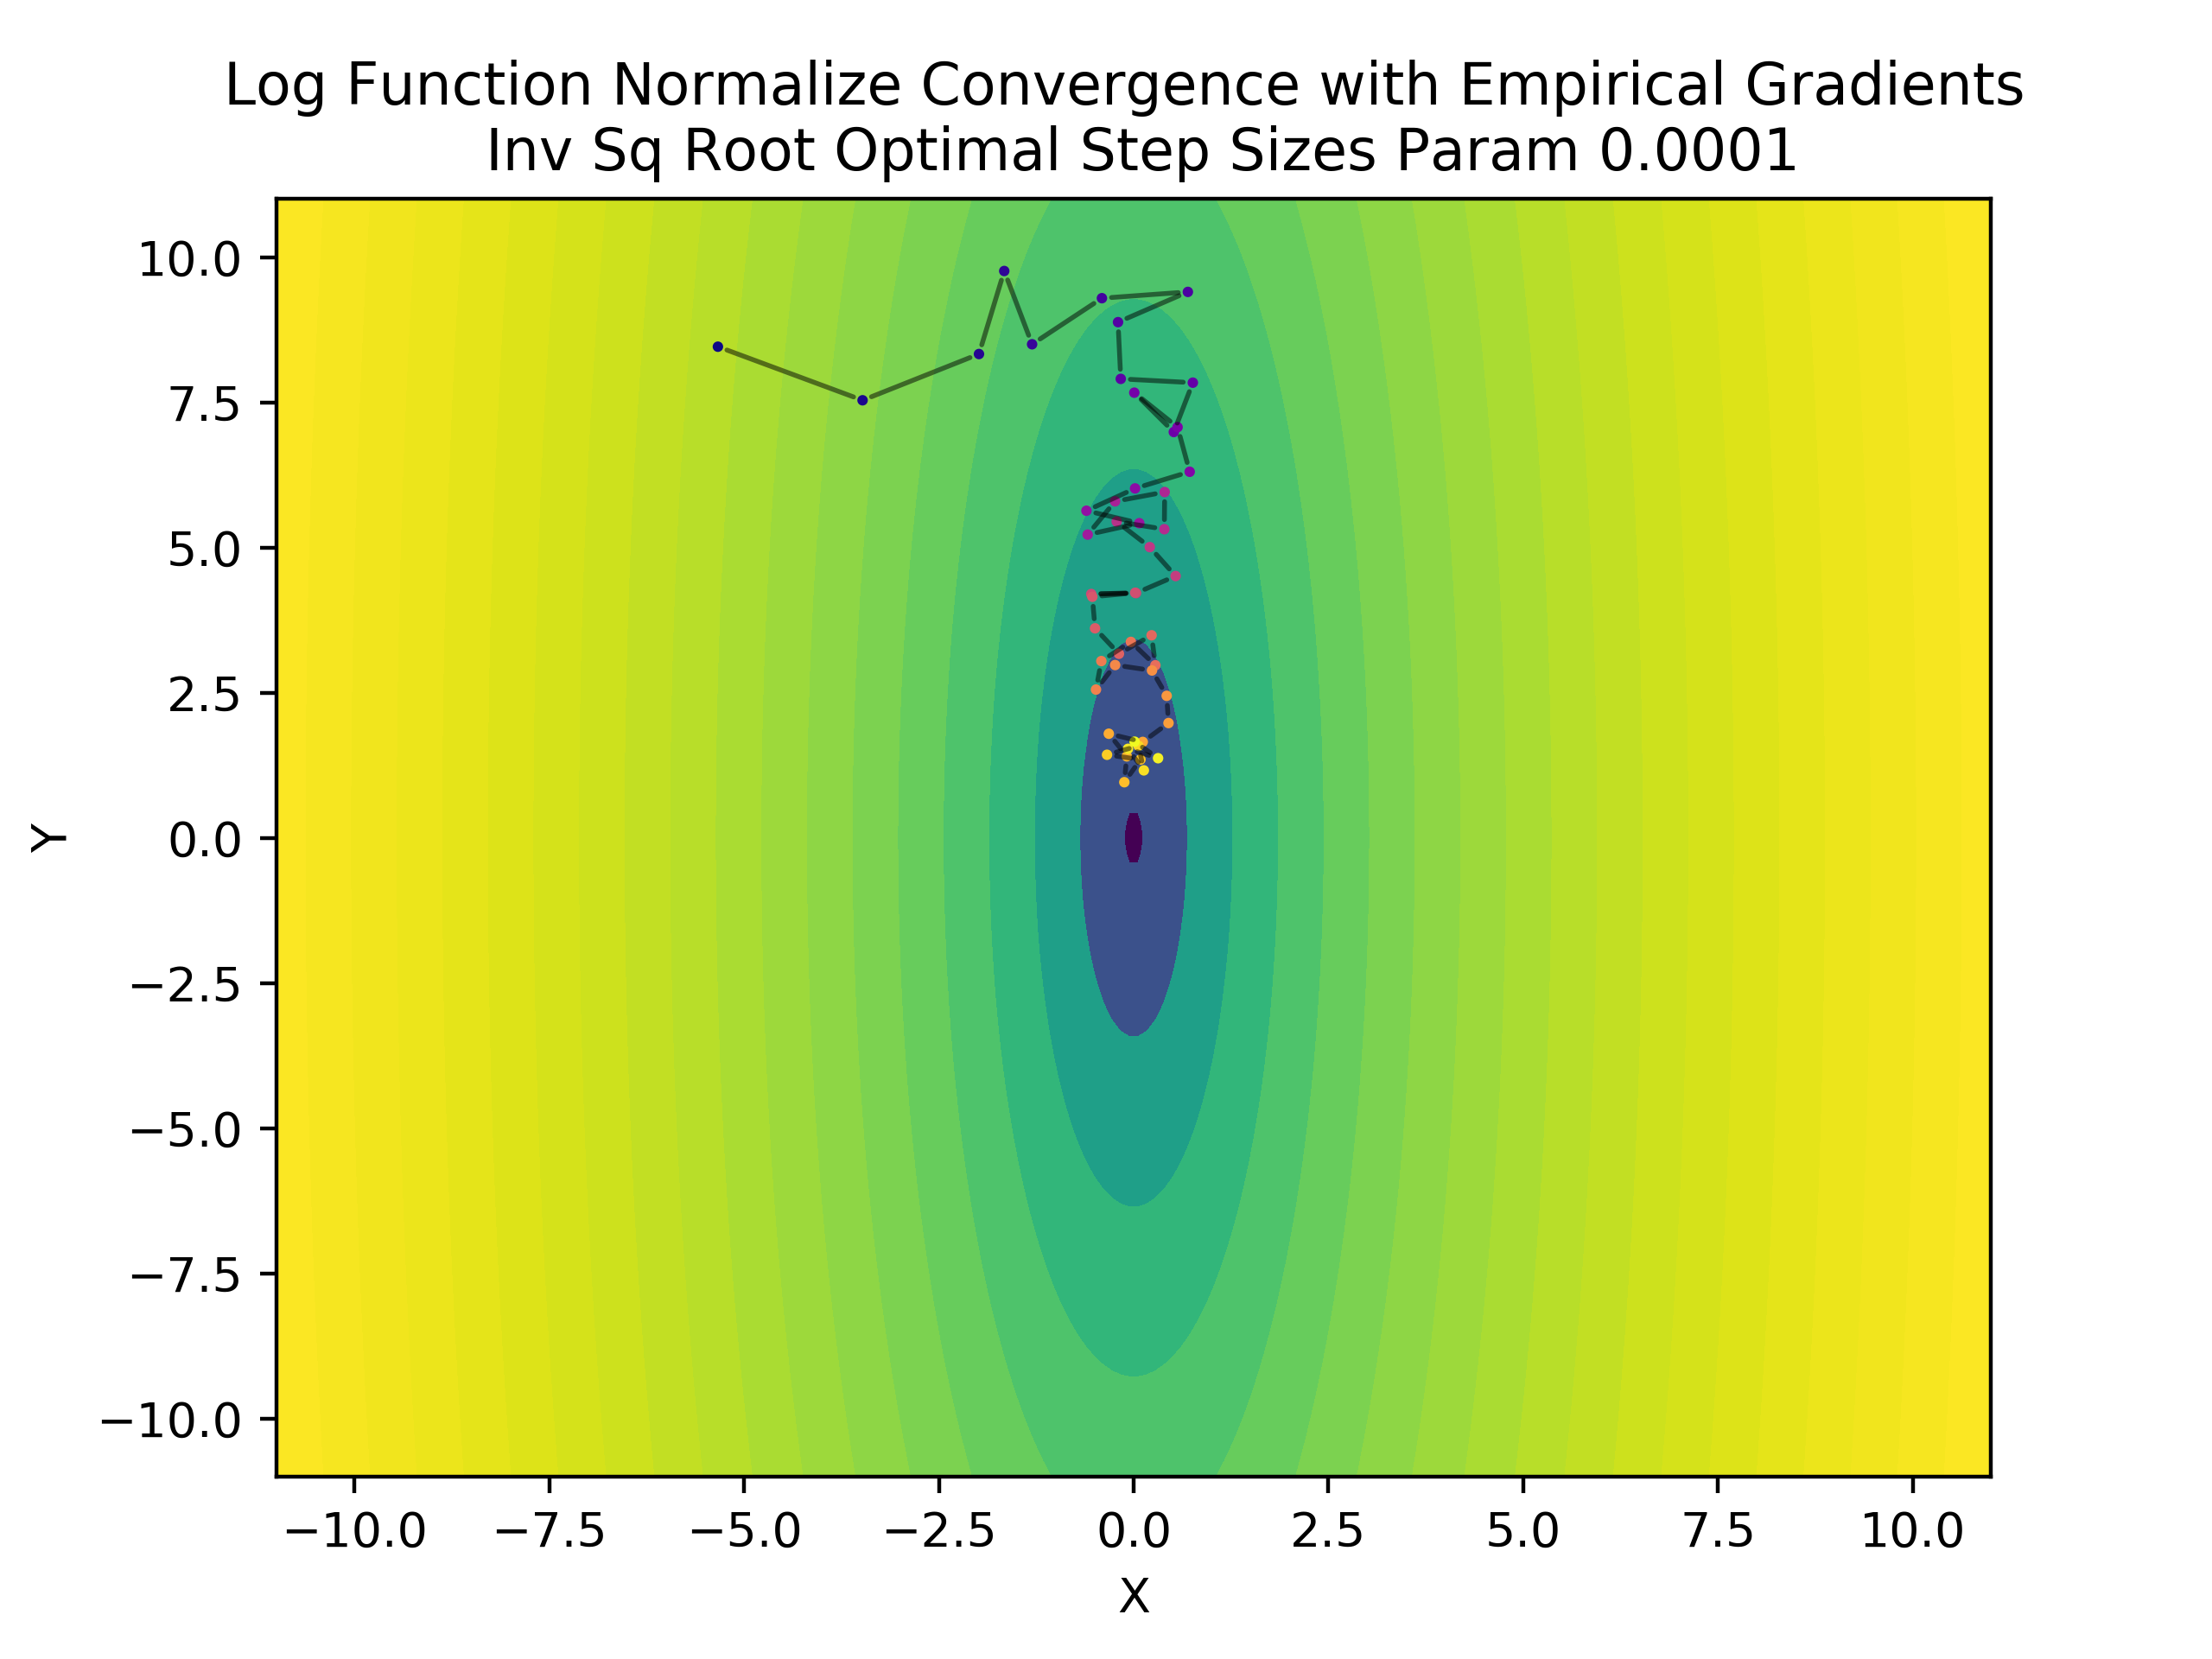 Log Function Normalize Convergence with Empirical Gradients
Inv Sq Root Optimal Step Sizes Param 0.0001
10.0
7.5
5.0
2.5
0.0
−2.5
−5.0
−7.5
−10.0
Y
−10.0 −7.5 −5.0 −2.5 0.0 2.5 5.0 7.5 10.0
X